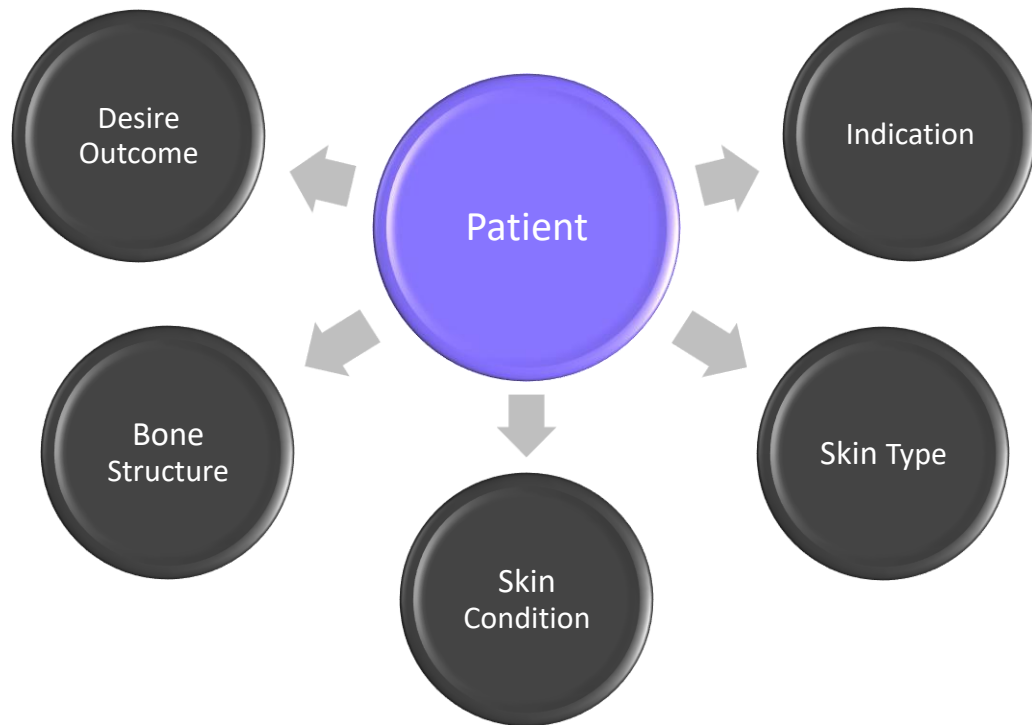 Desire
Outcome
Patient
Indication
Bone
Structure
Skin Type
Skin
Condition